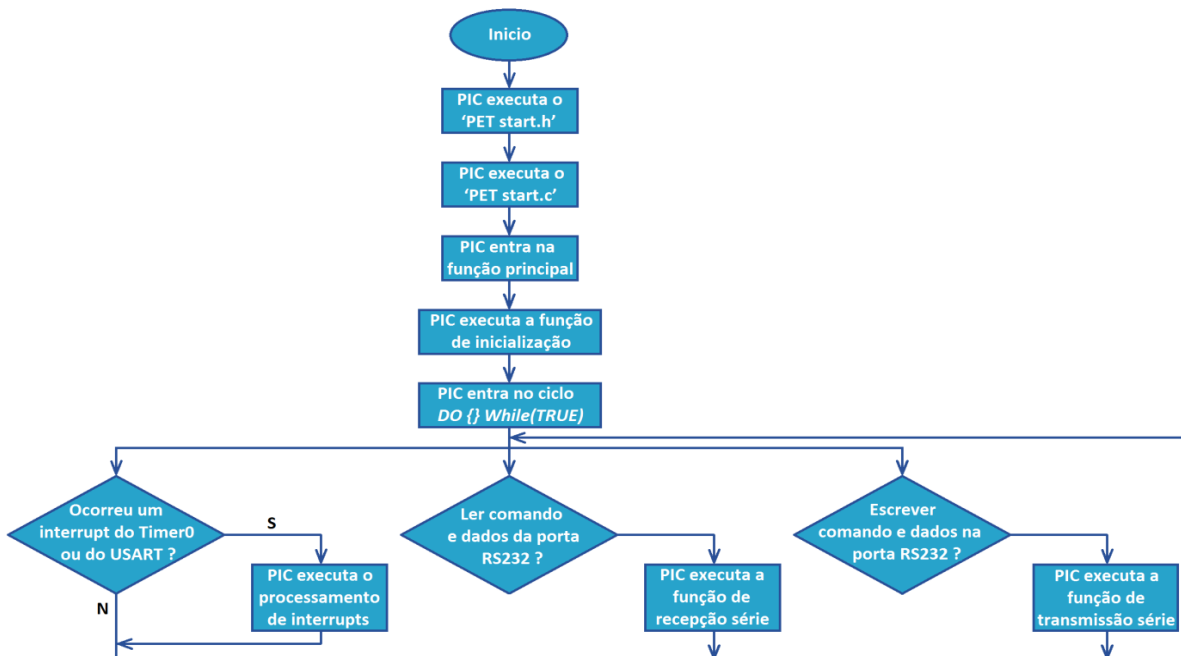 Inicio
PIC executa o
‘PET start.h’
PIC executa o
‘PET start.c’
PIC entra na
função principal
PIC executa a função
de inicialização
PIC entra no ciclo
DO {} While(TRUE)
Ocorreu um
interrupt do Timer0
ou do USART ?
S
N
PIC executa o
processamento
de interrupts
Ler comando
e dados da porta
RS232 ?
PIC executa a
função de
recepção série
Escrever
comando e dados na
porta RS232 ?
PIC executa a
função de
transmissão série